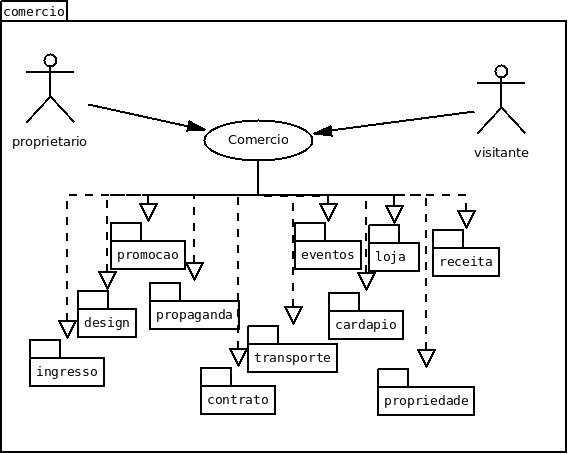 comercio
Comercio
proprietario
visitante
promocao
eventos
loja
receita
design
propaganda
cardapio
transporte
ingresso
contrato
propriedade